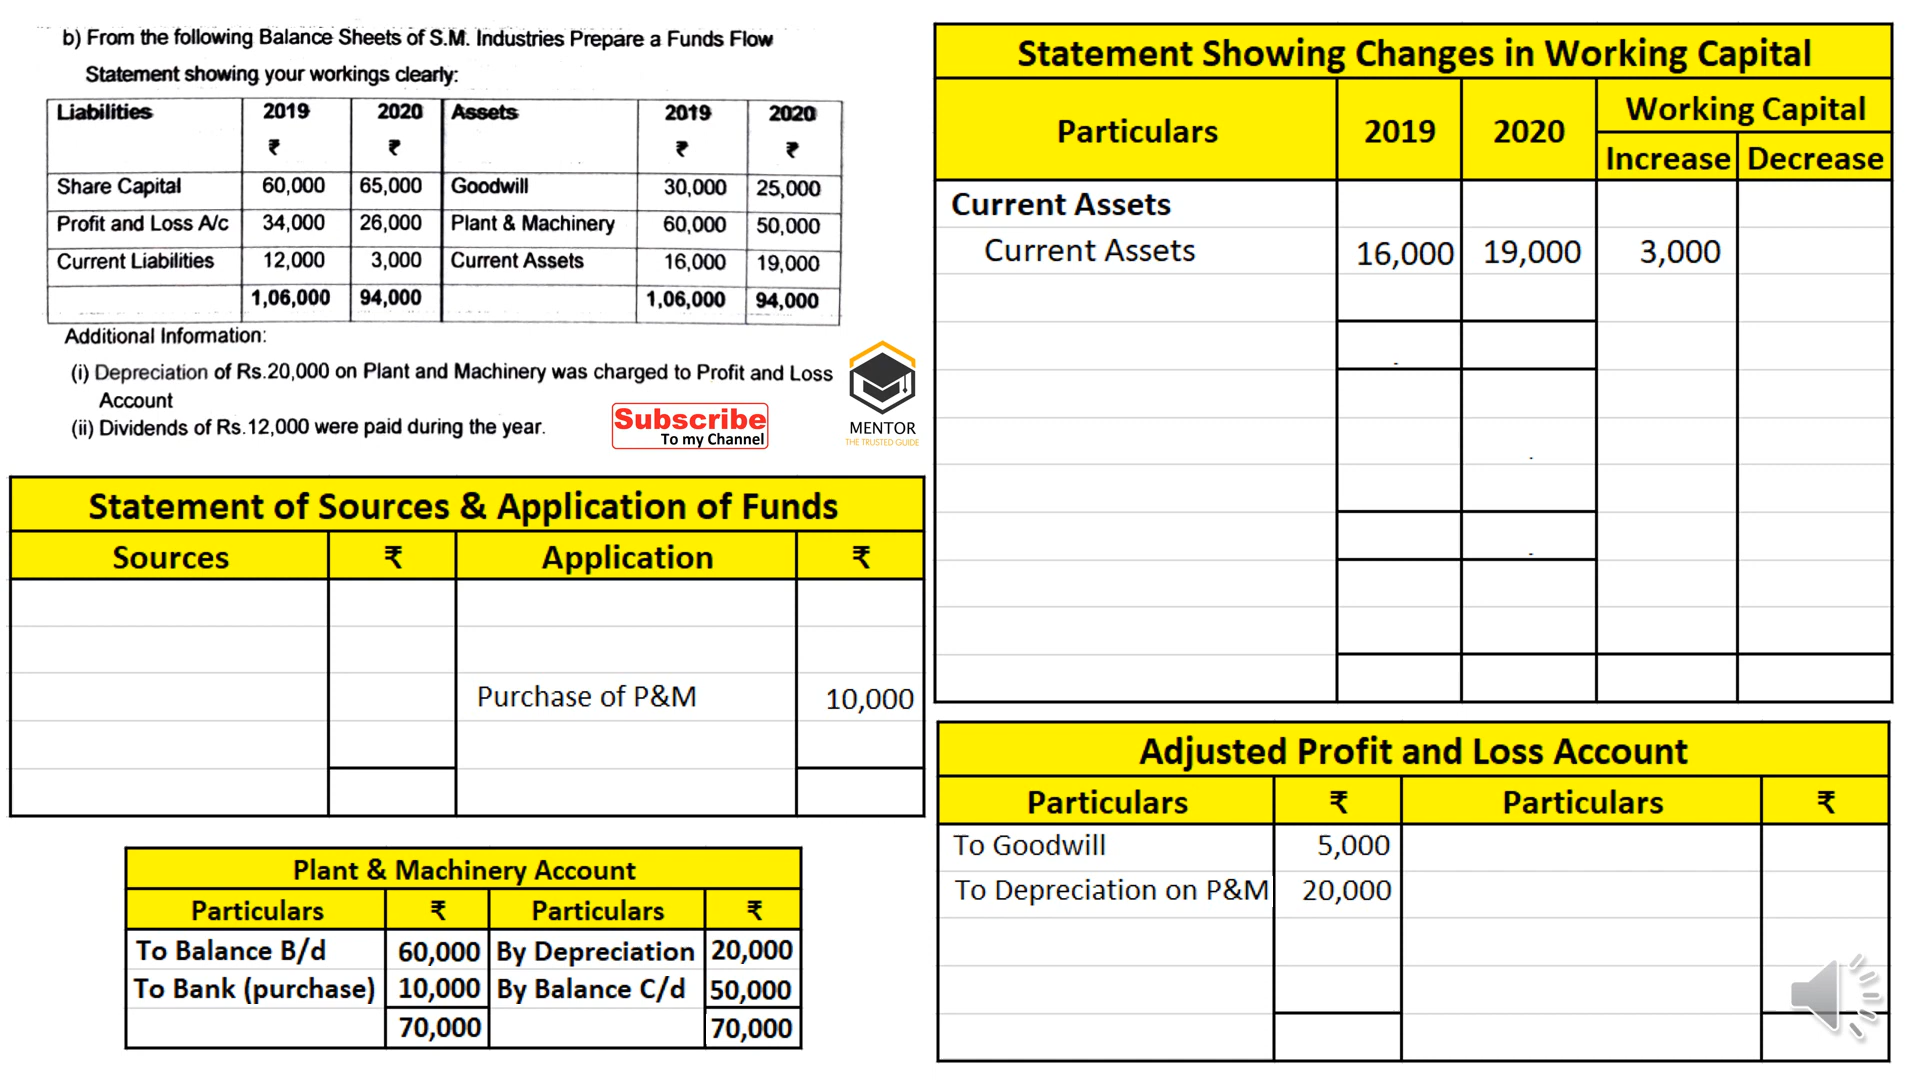 b) From the following Balance Sheets of S.M. Industries Prepare a Funds Flow
Statement showing your workings clearly:
Liabilities 2019 2020 Assets 2019 2020
₹ ₹ ₹ ₹
Share Capital 60,000 65,000 Goodwill 30,000 25,000
Profit and Loss A/c 34,000 26,000 Plant & Machinery 60,000 50,000
Current Liabilities 12,000 3,000 Current Assets 16,000 19,000
1,06,000 94,000 1,06,000 94,000
Additional Information:
(i) Depreciation of Rs.20,000 on Plant and Machinery was charged to Profit and Loss
Account
(ii) Dividends of Rs.12,000 were paid during the year.
Subscribe
To my Channel
MENTOR
THE TRUSTED GUIDE
Statement of Sources & Application of Funds
Sources ₹ Application ₹
Purchase of P&M 10,000
Plant & Machinery Account
Particulars ₹ Particulars ₹
To Balance B/d 60,000 By Depreciation 20,000
To Bank (purchase) 10,000 By Balance C/d 50,000
70,000 70,000
Statement Showing Changes in Working Capital
Particulars 2019 2020 Working Capital
Increase Decrease
Current Assets
Current Assets 16,000 19,000 3,000
Adjusted Profit and Loss Account
Particulars ₹ Particulars ₹
To Goodwill 5,000
To Depreciation on P&M 20,000